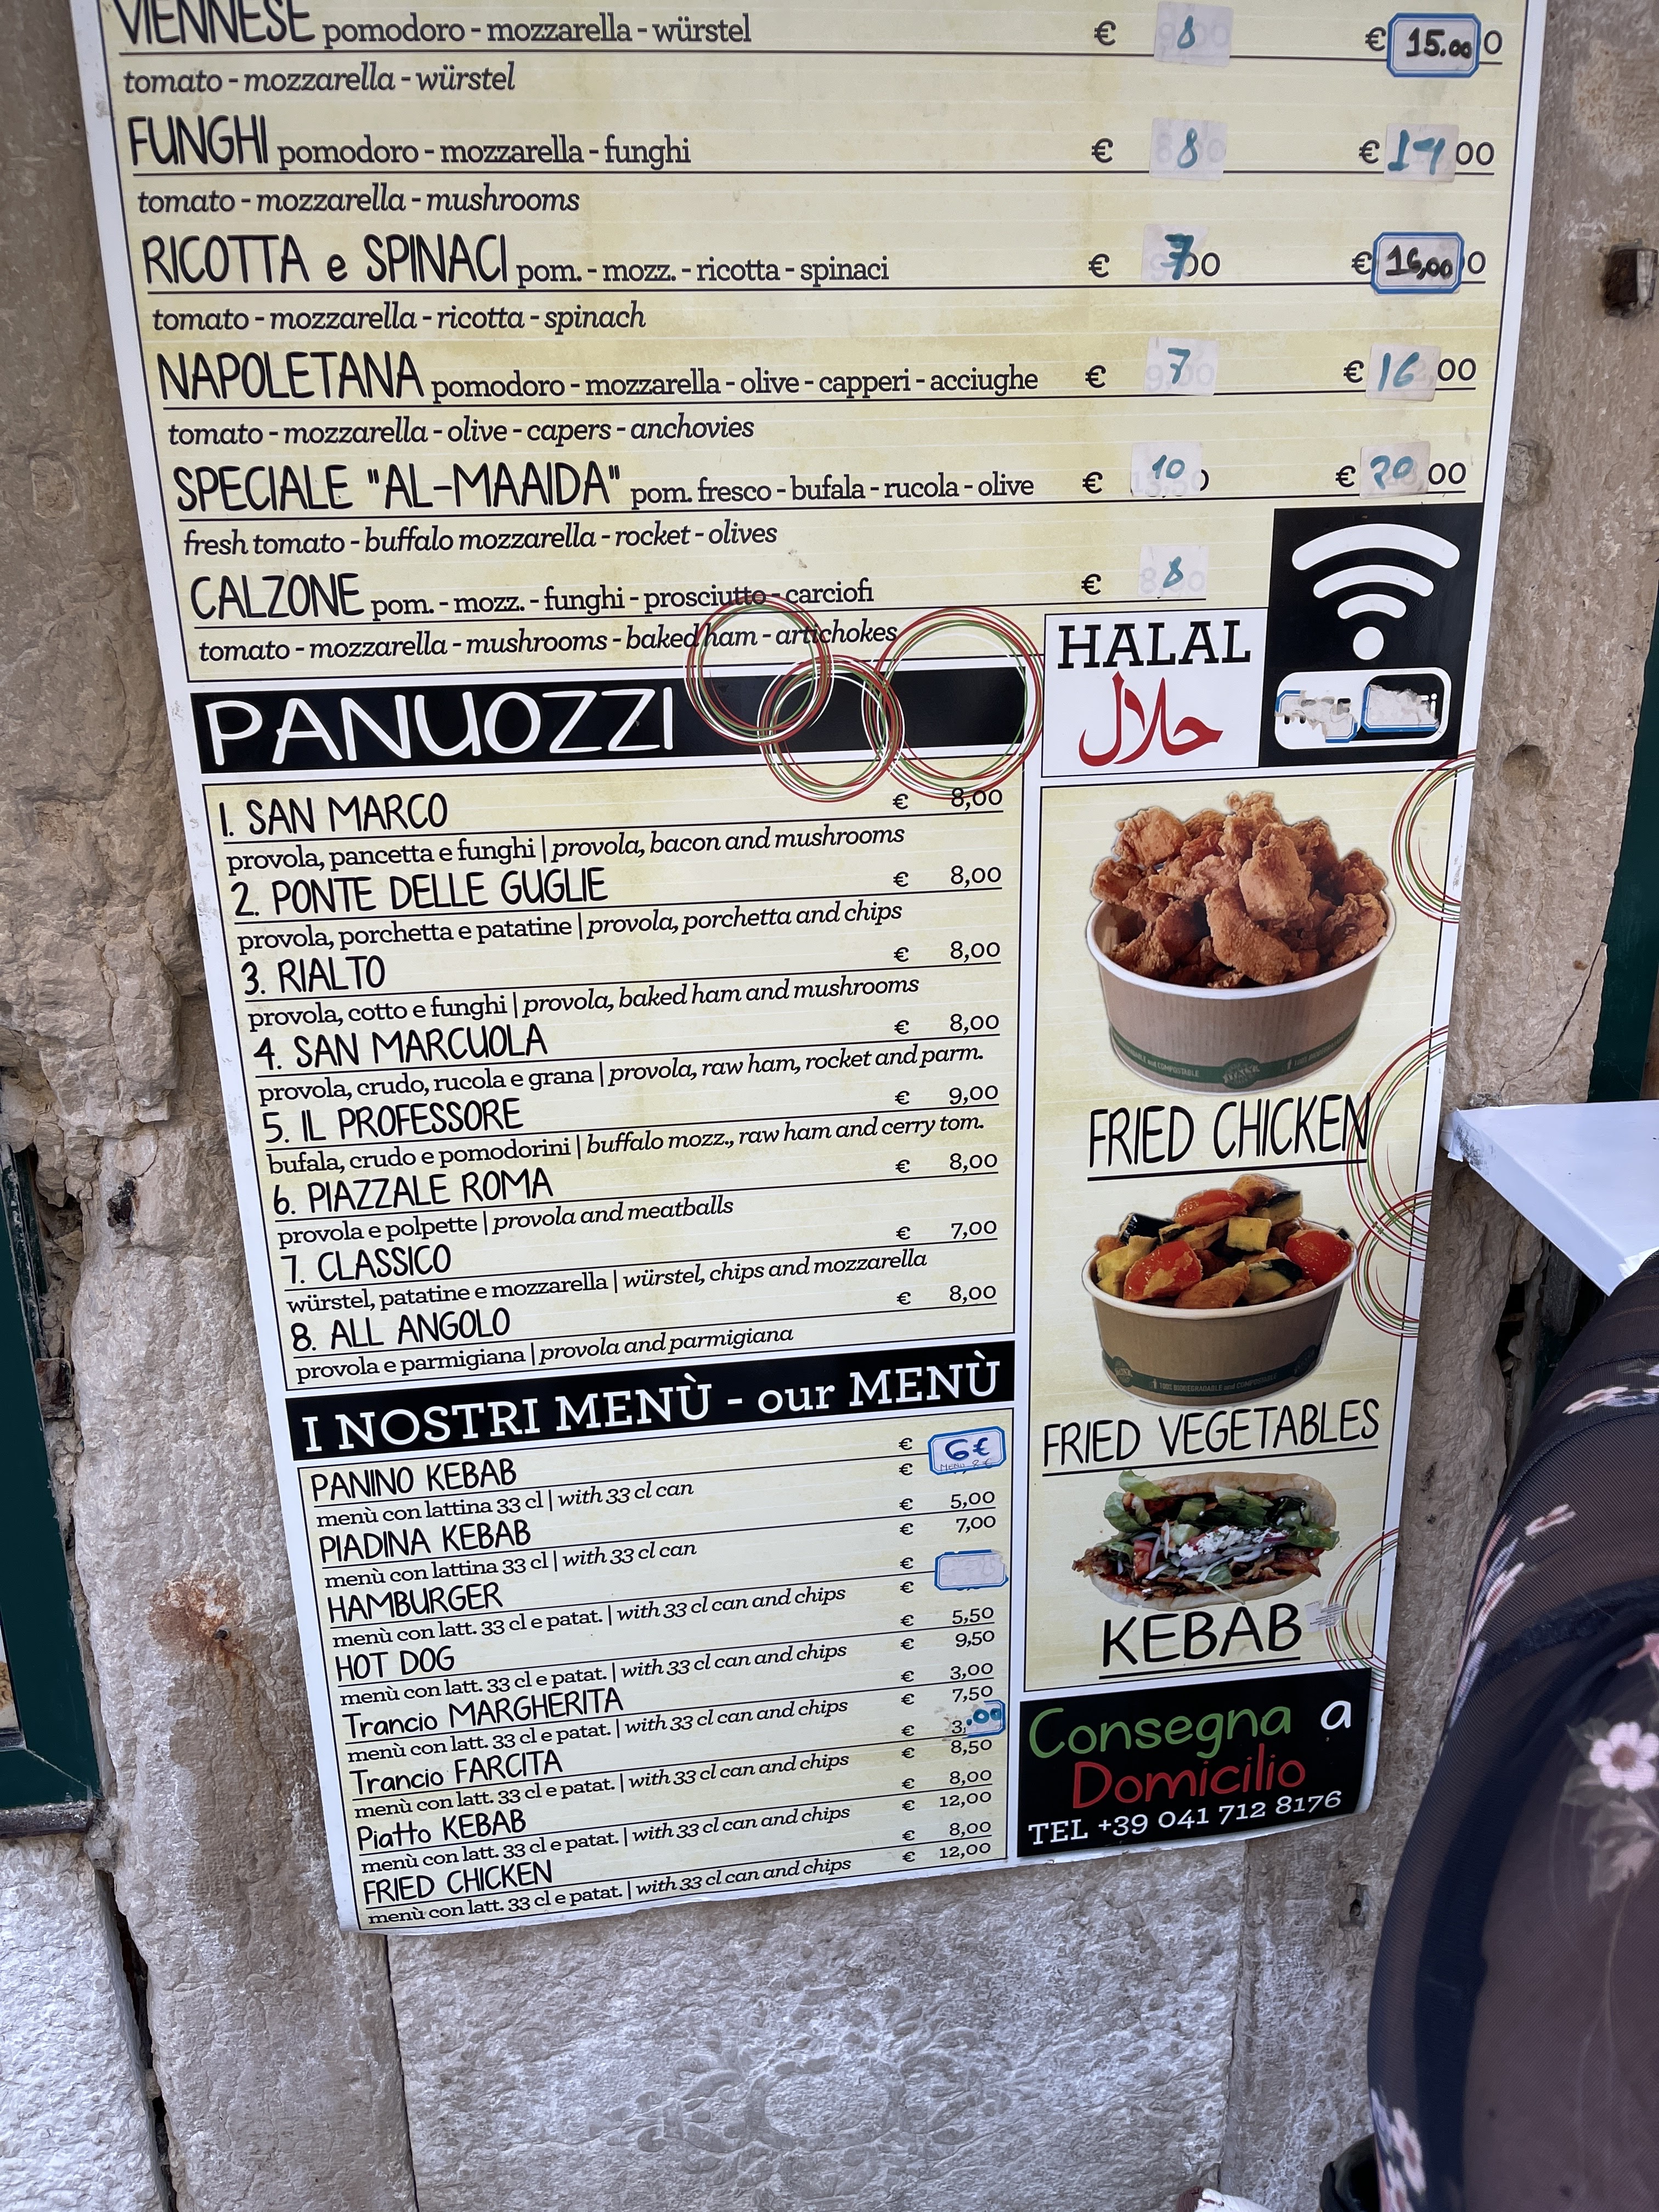 VIENNESE pomodoro - mozzarella - würstel € 8 € 15.00
tomato - mozzarella - würstel
FUNGHI pomodoro - mozzarella - funghi € 8 € 00
tomato - mozzarella - mushrooms
RICOTTA e SPINACI pom. - mozz. - ricotta - spinaci € 7,00 € 16,00
tomato - mozzarella - ricotta - spinach
NAPOLETANA pomodoro - mozzarella - olive - capperi - acciughe € 7 € 16 00
tomato - mozzarella - olive - capers - anchovies
SPECIALE "AL-MAAIDA" pom. fresco - bufala - rucola - olive € 10 € 20 00
fresh tomato - buffalo mozzarella - rocket - olives
CALZONE pom. - mozz. - funghi - prosciutto - carciofi € 8
tomato - mozzarella - mushrooms - baked ham - artichokes
HALAL
حلال
PANUOZZI
1. SAN MARCO € 8,00
provola, pancetta e funghi | provola, bacon and mushrooms
2. PONTE DELLE GUGLIE € 8,00
provola, porchetta e patatine | provola, porchetta and chips
3. RIALTO € 8,00
provola, cotto e funghi | provola, baked ham and mushrooms
4. SAN MARCUOLA € 8,00
provola, crudo, rucola e grana | provola, raw ham, rocket and parm.
5. IL PROFESSORE € 9,00
bufala, crudo e pomodorini | buffalo mozz., raw ham and cerry tom.
6. PIAZZALE ROMA € 8,00
provola e polpette | provola and meatballs
7. CLASSICO € 7,00
würstel, patatine e mozzarella | würstel, chips and mozzarella
8. ALL ANGOLO € 8,00
provola e parmigiana | provola and parmigiana
I NOSTRI MENÙ - our MENÙ
PANINO KEBAB € 6€
menù con lattina 33 cl | with 33 cl can €
PIADINA KEBAB € 5,00
menù con lattina 33 cl | with 33 cl can € 7,00
HAMBURGER €
menù con latt. 33 cl e patat. | with 33 cl can and chips €
HOT DOG € 5,50
menù con latt. 33 cl e patat. | with 33 cl can and chips € 9,50
Trancio MARGHERITA € 3,00
menù con latt. 33 cl e patat. | with 33 cl can and chips € 7,50
Trancio FARCITA € 3,.00
menù con latt. 33 cl e patat. | with 33 cl can and chips € 8,50
Piatto KEBAB € 8,00
menù con latt. 33 cl e patat. | with 33 cl can and chips € 12,00
FRIED CHICKEN € 8,00
menù con latt. 33 cl e patat. | with 33 cl can and chips € 12,00
FRIED CHICKEN
100% BIODEGRADABLE and COMPOSTABLE
FRIED VEGETABLES
KEBAB
Consegna a
Domicilio
TEL +39 041 712 8176